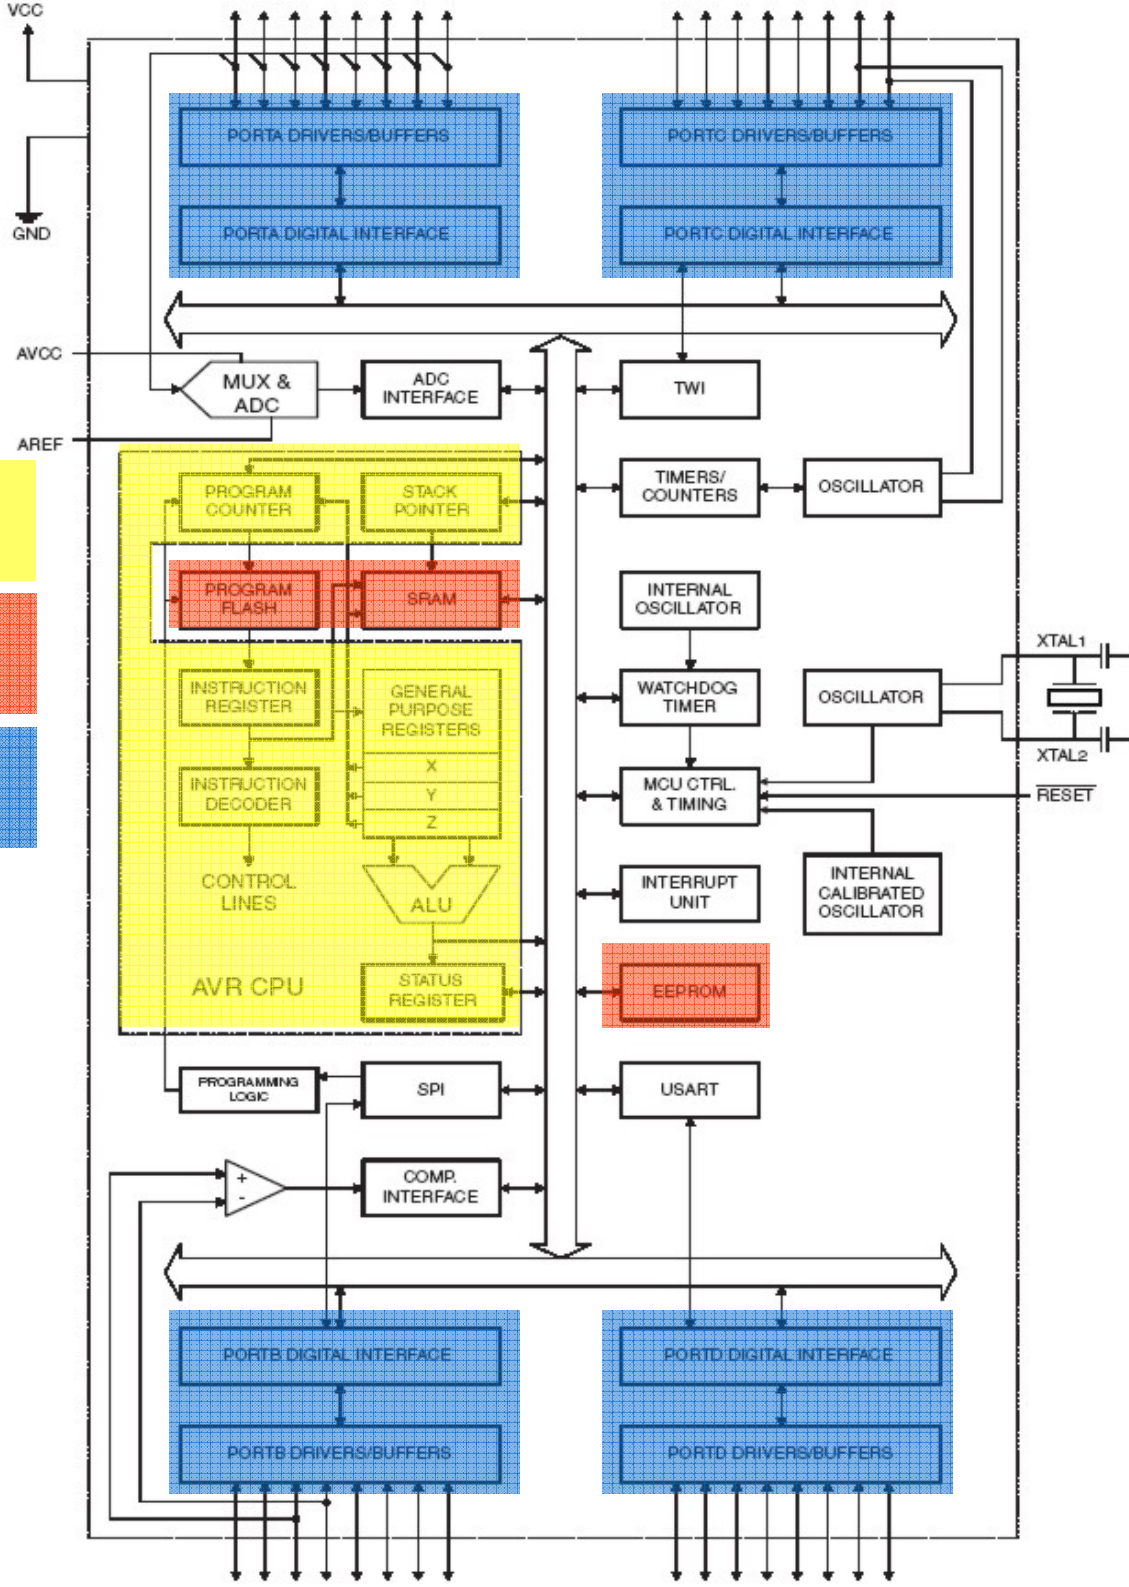 VCC
PORTA DRIVERS/BUFFERS
PORTC DRIVERS/BUFFERS
PORTA DIGITAL INTERFACE
PORTC DIGITAL INTERFACE
GND
AVCC
MUX &
ADC
ADC
INTERFACE
TWI
AREF
PROGRAM
COUNTER
STACK
POINTER
TIMERS/
COUNTERS
OSCILLATOR
PROGRAM
FLASH
SRAM
INTERNAL
OSCILLATOR
XTAL1
INSTRUCTION
REGISTER
GENERAL
PURPOSE
REGISTERS
WATCHDOG
TIMER
OSCILLATOR
XTAL2
X
Y
Z
INSTRUCTION
DECODER
MCU CTRL.
& TIMING
RESET
CONTROL
LINES
ALU
INTERRUPT
UNIT
INTERNAL
CALIBRATED
OSCILLATOR
AVR CPU
STATUS
REGISTER
EEPROM
PROGRAMMING
LOGIC
SPI
USART
+
-
COMP.
INTERFACE
PORTB DIGITAL INTERFACE
PORTD DIGITAL INTERFACE
PORTB DRIVERS/BUFFERS
PORTD DRIVERS/BUFFERS